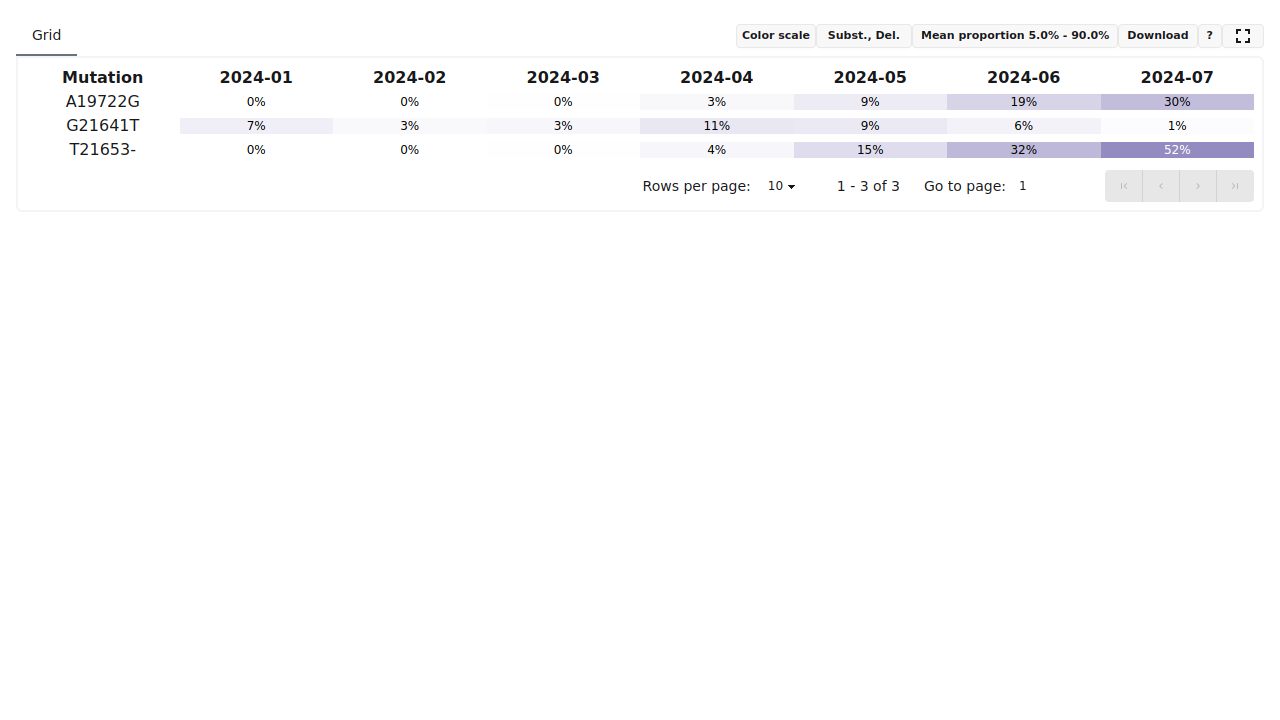 Grid Color scale Subst., Del. Mean proportion 5.0% - 90.0% Download ?
Mutation 2024-01 2024-02 2024-03 2024-04 2024-05 2024-06 2024-07
A19722G 0% 0% 0% 3% 9% 19% 30%
G21641T 7% 3% 3% 11% 9% 6% 1%
T21653- 0% 0% 0% 4% 15% 32% 52%
Rows per page: 10 1 - 3 of 3 Go to page: 1